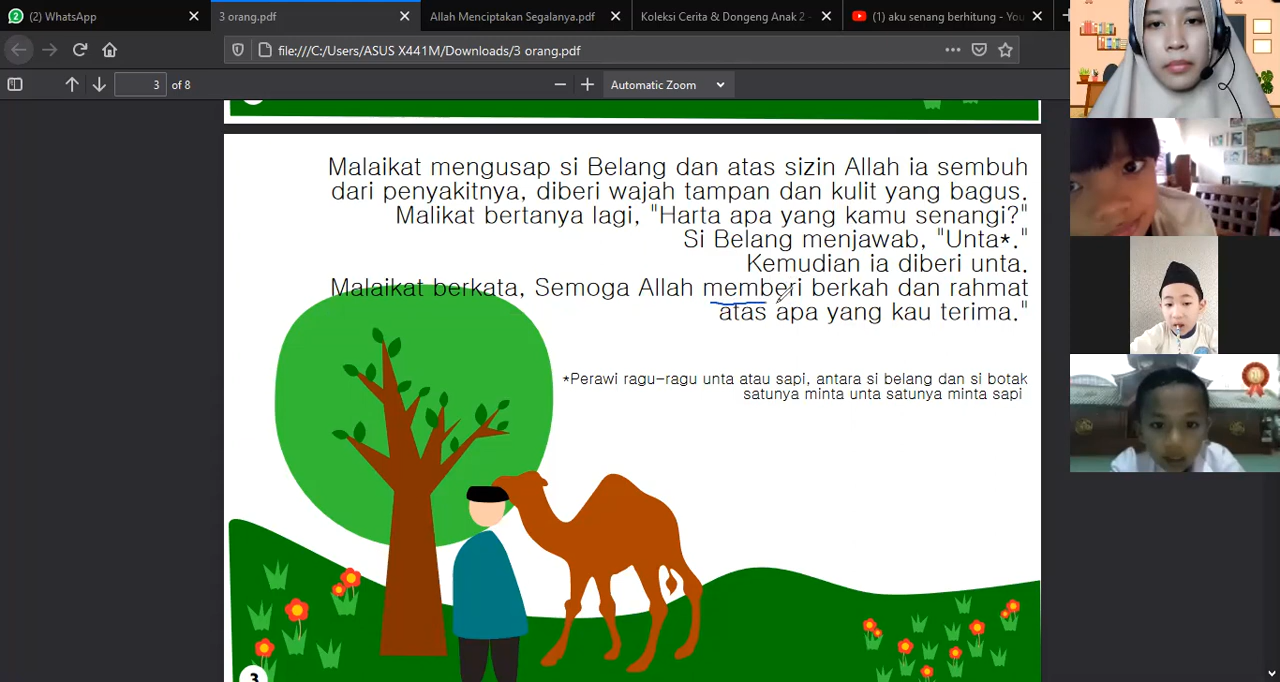 (2) WhatsApp
3 orang.pdf
Allah Menciptakan Segalanya.pdf
Koleksi Cerita & Dongeng Anak 2 -
(1) aku senang berhitung - You
file:///C:/Users/ASUS X441M/Downloads/3 orang.pdf
3 of 8
Automatic Zoom
Malaikat mengusap si Belang dan atas sizin Allah ia sembuh
dari penyakitnya, diberi wajah tampan dan kulit yang bagus.
Malikat bertanya lagi, "Harta apa yang kamu senangi?"
Si Belang menjawab, "Unta*."
Kemudian ia diberi unta.
Malaikat berkata, Semoga Allah memberi berkah dan rahmat
atas apa yang kau terima."
*Perawi ragu-ragu unta atau sapi, antara si belang dan si botak
satunya minta unta satunya minta sapi
3